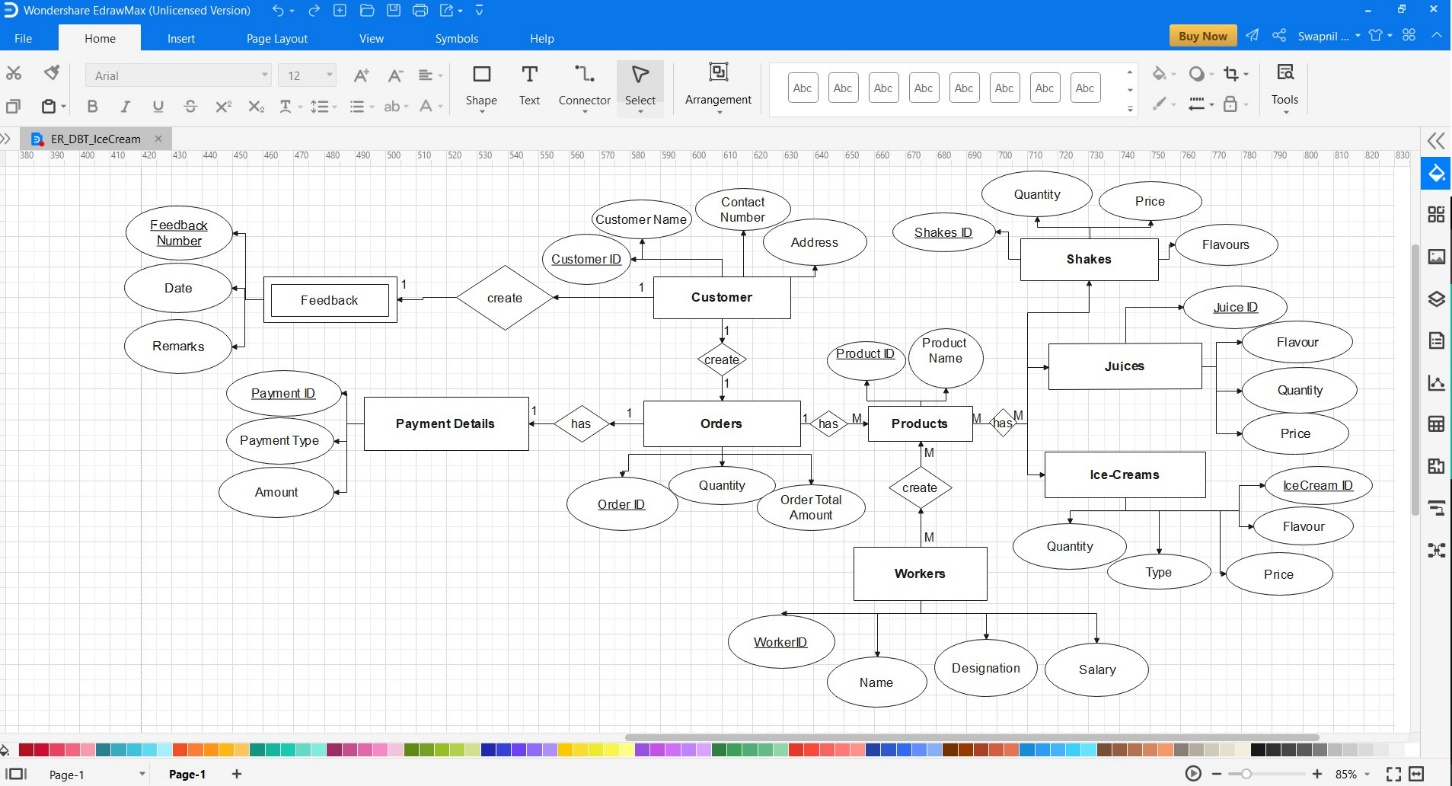 Wondershare EdrawMax (Unlicensed Version)
File Home Insert Page Layout View Symbols Help Buy Now Swapnil ...
Arial 12 Shape Text Connector Select Arrangement Abc Abc Abc Abc Abc Abc Abc Abc Tools
ER_DBT_IceCream
380 390 400 410 420 430 440 450 460 470 480 490 500 510 520 530 540 550 560 570 580 590 600 610 620 630 640 650 660 670 680 690 700 710 720 730 740 750 760 770 780 790 800 810 820 830
Feedback
Number
Date
Remarks
Feedback
1
create
1
Customer Name
Contact
Number
Customer ID
Address
Customer
1
create
1
Payment ID
Payment Type
Amount
Payment Details
1
has
1
Orders
Order ID
Quantity
Order Total
Amount
1
has
M
Product ID
Product
Name
Products
M
has
M
M
create
M
Workers
WorkerID
Name
Designation
Salary
Quantity
Price
Shakes ID
Flavours
Shakes
Juice ID
Flavour
Juices
Quantity
Price
Ice-Creams
IceCream ID
Flavour
Quantity
Type
Price
Page-1 Page-1 + 85%